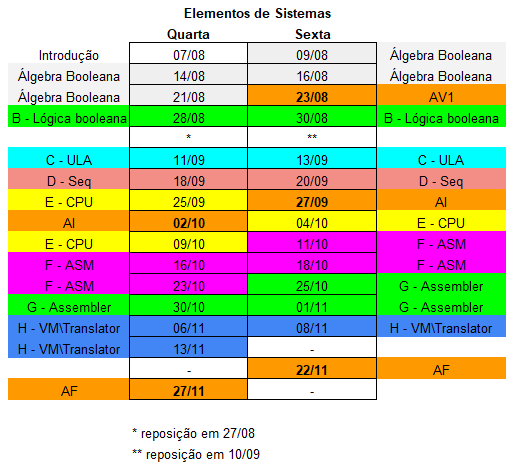 Elementos de Sistemas
Quarta Sexta
Introdução 07/08 09/08 Álgebra Booleana
Álgebra Booleana 14/08 16/08 Álgebra Booleana
Álgebra Booleana 21/08 23/08 AV1
B - Lógica booleana 28/08 30/08 B - Lógica booleana
* **
C - ULA 11/09 13/09 C - ULA
D - Seq 18/09 20/09 D - Seq
E - CPU 25/09 27/09 AI
AI 02/10 04/10 E - CPU
E - CPU 09/10 11/10 F - ASM
F - ASM 16/10 18/10 F - ASM
F - ASM 23/10 25/10 G - Assembler
G - Assembler 30/10 01/11 G - Assembler
H - VM\Translator 06/11 08/11 H - VM\Translator
H - VM\Translator 13/11 -
- 22/11 AF
AF 27/11 -
* reposição em 27/08
** reposição em 10/09